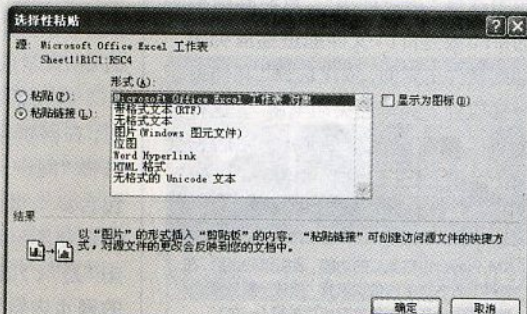 选择性粘贴
源: Microsoft Office Excel 工作表
Sheet1!R1C1:R5C4
形式(A):
粘贴(P):
粘贴链接(L):
Microsoft Office Excel 工作表 对象
带格式文本(RTF)
无格式文本
图片(Windows 图元文件)
位图
Word Hyperlink
HTML 格式
无格式的 Unicode 文本
显示为图标(D)
结果
以“图片”的形式插入“剪贴板”的内容。“粘贴链接”可创建访问源文件的快捷方
式，对源文件的更改会反映到您的文档中。
确定
取消